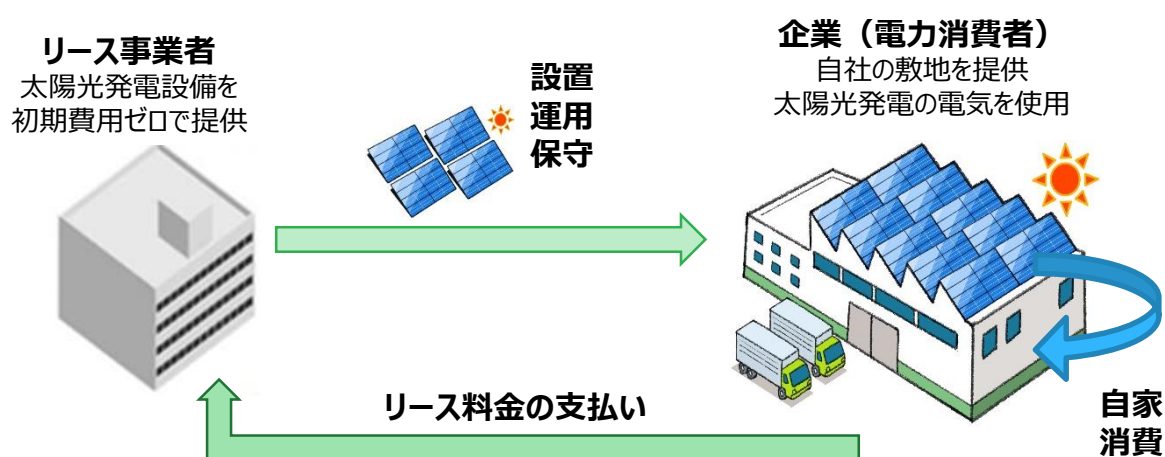 リース事業者
太陽光発電設備を
初期費用ゼロで提供
設置
運用
保守
企業（電力消費者）
自社の敷地を提供
太陽光発電の電気を使用
リース料金の支払い
自家
消費